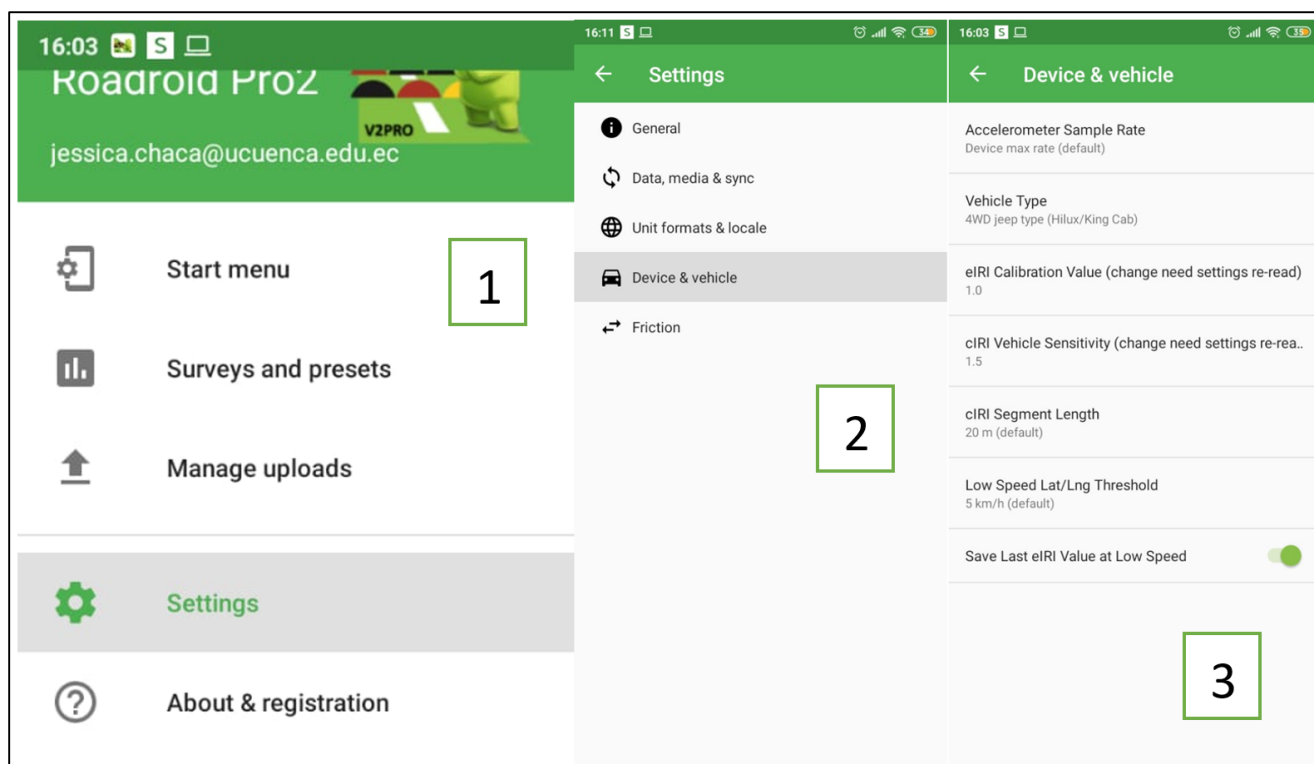 16:03 S
Roadroid Pro2
V2PRO
jessica.chaca@ucuenca.edu.ec
Start menu
1
Surveys and presets
Manage uploads
Settings
About & registration
16:11 S 34
Settings
General
Data, media & sync
Unit formats & locale
Device & vehicle
Friction
2
16:03 S 35
Device & vehicle
Accelerometer Sample Rate
Device max rate (default)
Vehicle Type
4WD jeep type (Hilux/King Cab)
eIRI Calibration Value (change need settings re-read)
1.0
cIRI Vehicle Sensitivity (change need settings re-rea..
1.5
cIRI Segment Length
20 m (default)
Low Speed Lat/Lng Threshold
5 km/h (default)
Save Last eIRI Value at Low Speed
3